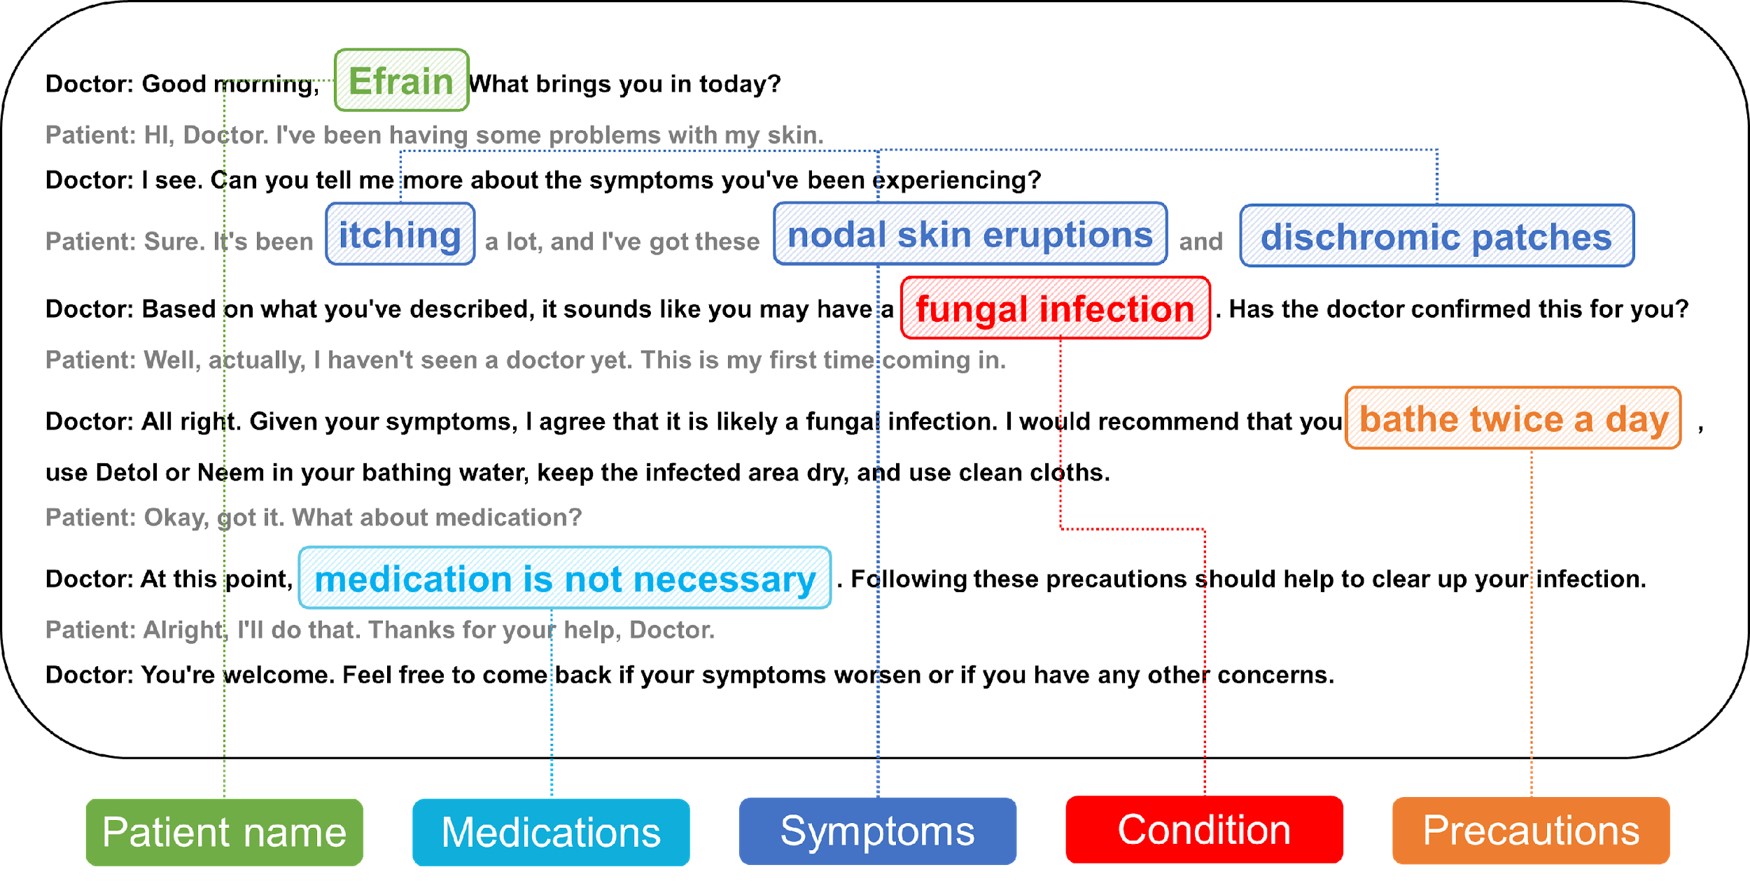 Doctor: Good morning, Efrain What brings you in today?
Patient: HI, Doctor. I've been having some problems with my skin.
Doctor: I see. Can you tell me more about the symptoms you've been experiencing?
Patient: Sure. It's been itching a lot, and I've got these nodal skin eruptions and dischromic patches
Doctor: Based on what you've described, it sounds like you may have a fungal infection . Has the doctor confirmed this for you?
Patient: Well, actually, I haven't seen a doctor yet. This is my first time coming in.
Doctor: All right. Given your symptoms, I agree that it is likely a fungal infection. I would recommend that you bathe twice a day ,
use Detol or Neem in your bathing water, keep the infected area dry, and use clean cloths.
Patient: Okay, got it. What about medication?
Doctor: At this point, medication is not necessary . Following these precautions should help to clear up your infection.
Patient: Alright, I'll do that. Thanks for your help, Doctor.
Doctor: You're welcome. Feel free to come back if your symptoms worsen or if you have any other concerns.
Patient name Medications Symptoms Condition Precautions